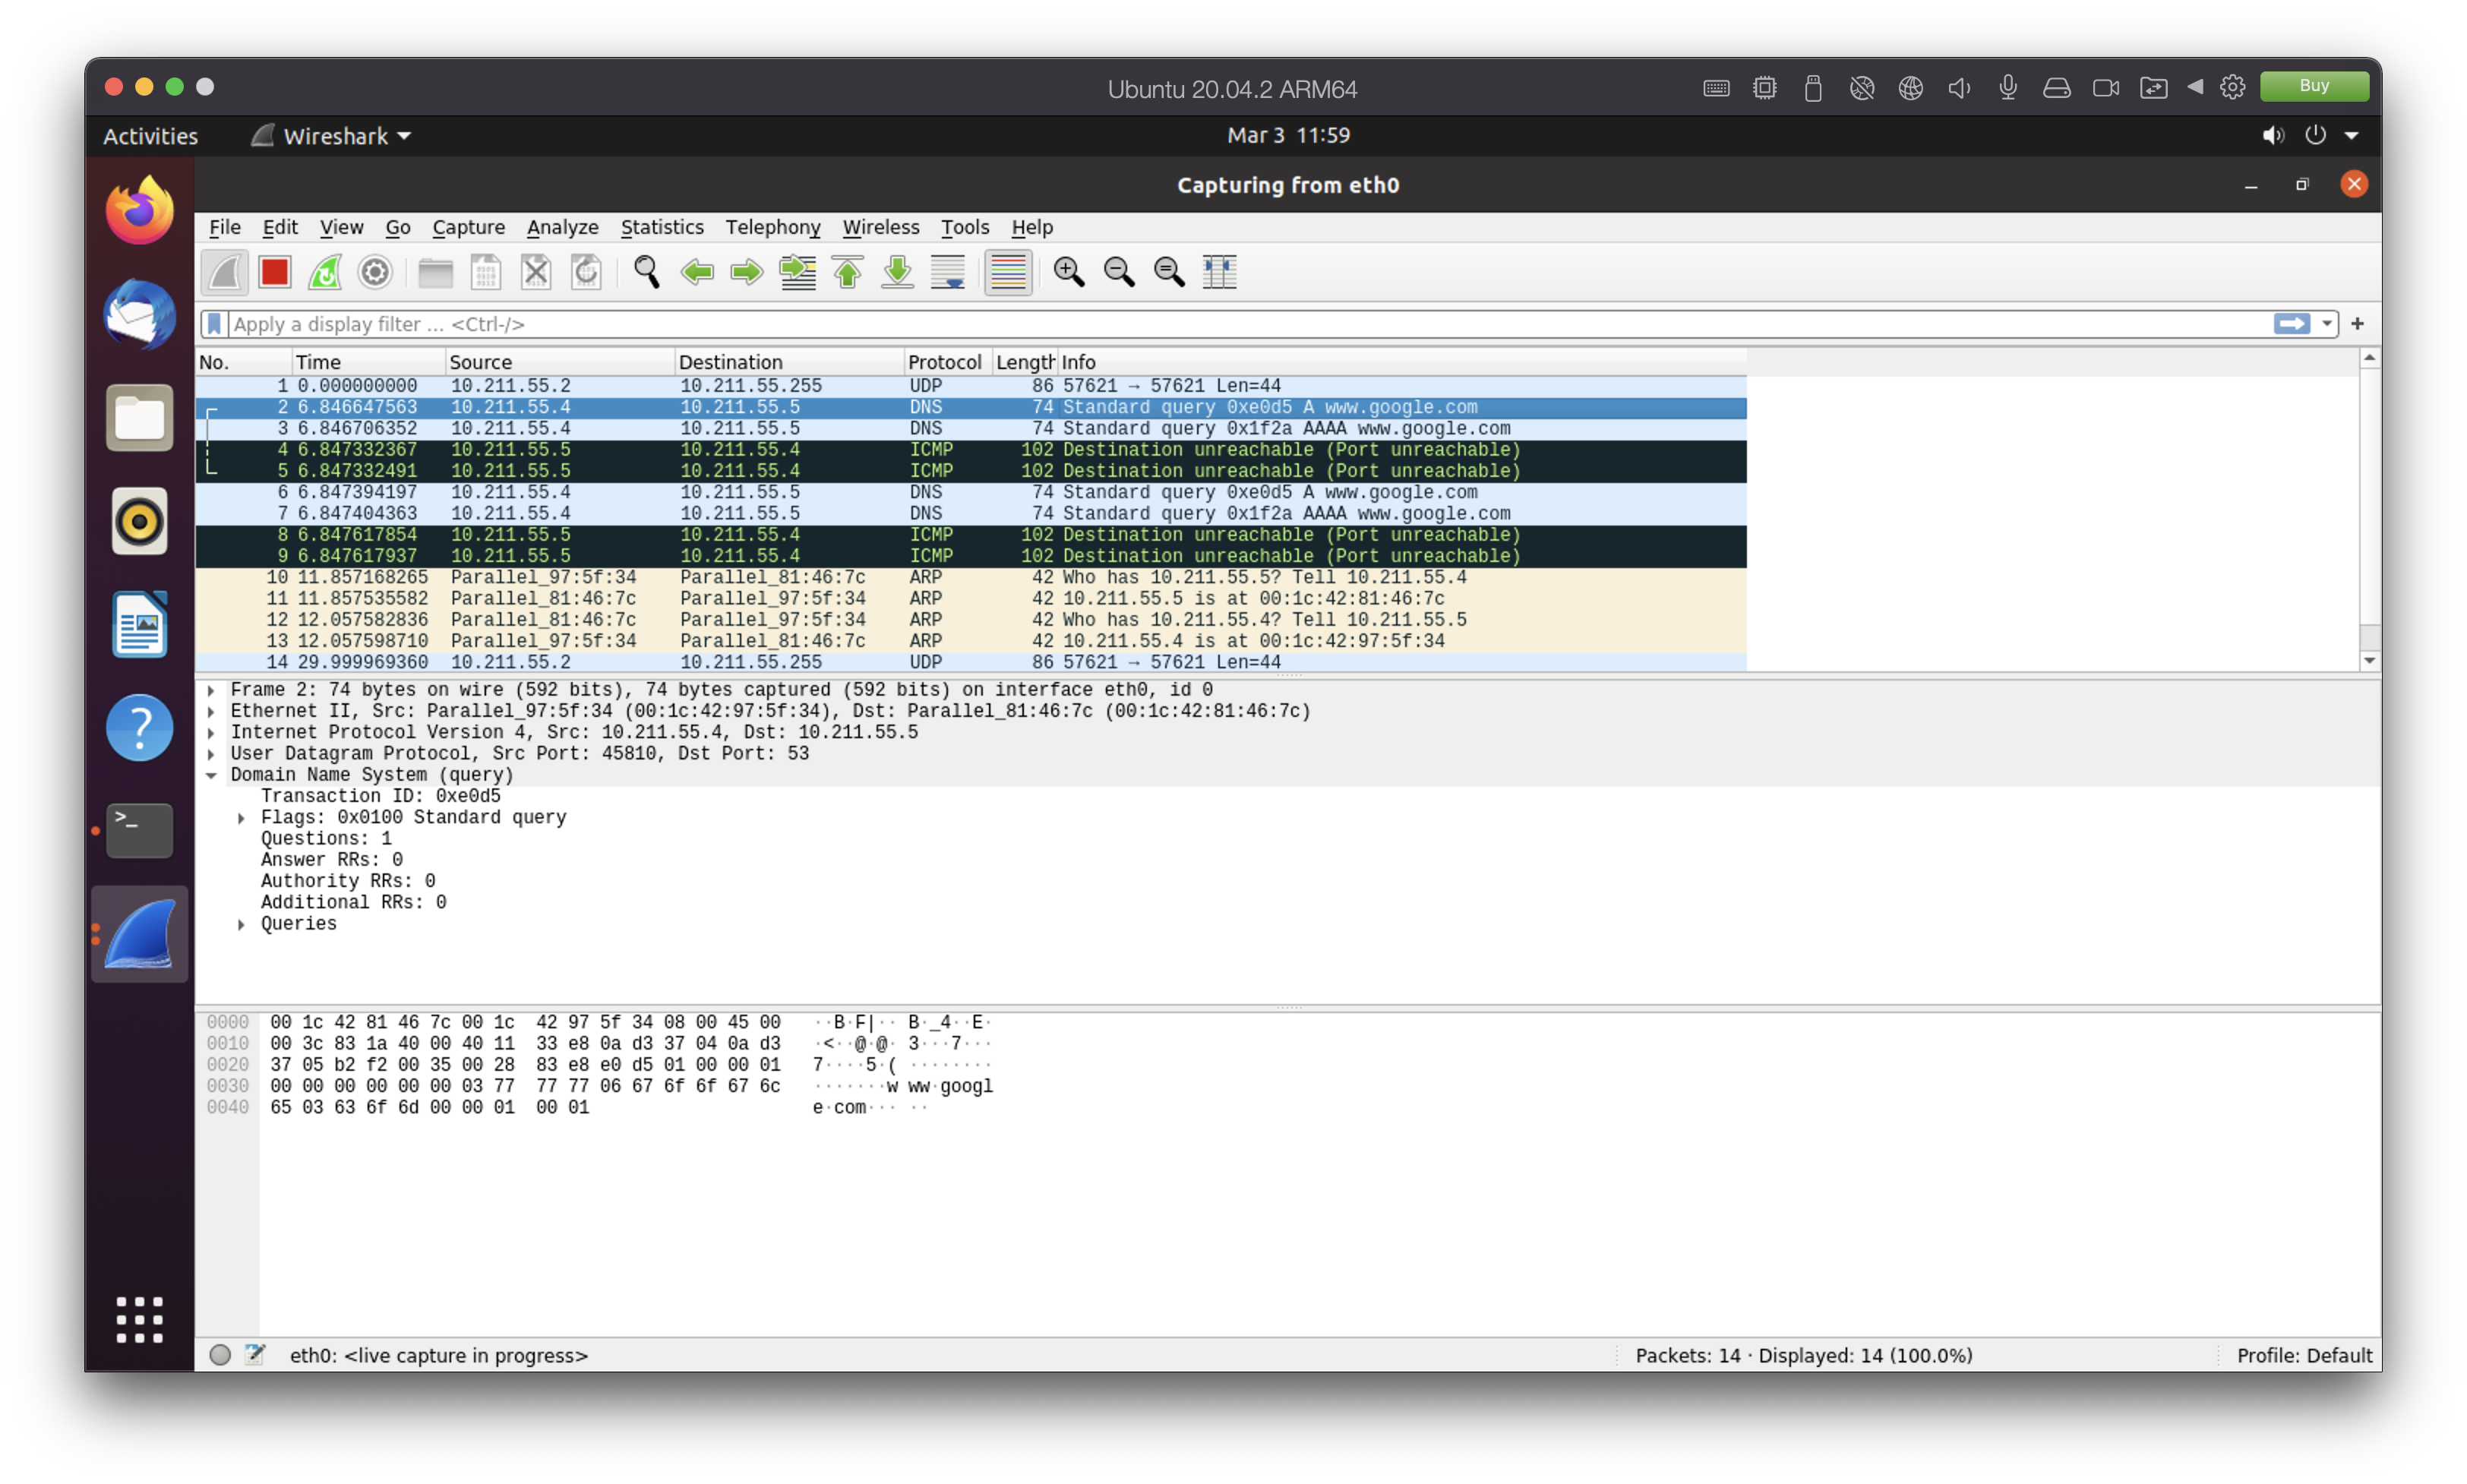 Ubuntu 20.04.2 ARM64
Buy
Activities
Wireshark
Mar 3 11:59
Capturing from eth0
File Edit View Go Capture Analyze Statistics Telephony Wireless Tools Help
Apply a display filter … <Ctrl-/>
No. Time Source Destination Protocol Length Info
1 0.000000000 10.211.55.2 10.211.55.255 UDP 86 57621 → 57621 Len=44
2 6.846647563 10.211.55.4 10.211.55.5 DNS 74 Standard query 0xe0d5 A www.google.com
3 6.846706352 10.211.55.4 10.211.55.5 DNS 74 Standard query 0x1f2a AAAA www.google.com
4 6.847332367 10.211.55.5 10.211.55.4 ICMP 102 Destination unreachable (Port unreachable)
5 6.847332491 10.211.55.5 10.211.55.4 ICMP 102 Destination unreachable (Port unreachable)
6 6.847394197 10.211.55.4 10.211.55.5 DNS 74 Standard query 0xe0d5 A www.google.com
7 6.847404363 10.211.55.4 10.211.55.5 DNS 74 Standard query 0x1f2a AAAA www.google.com
8 6.847617854 10.211.55.5 10.211.55.4 ICMP 102 Destination unreachable (Port unreachable)
9 6.847617937 10.211.55.5 10.211.55.4 ICMP 102 Destination unreachable (Port unreachable)
10 11.857168265 Parallel_97:5f:34 Parallel_81:46:7c ARP 42 Who has 10.211.55.5? Tell 10.211.55.4
11 11.857535582 Parallel_81:46:7c Parallel_97:5f:34 ARP 42 10.211.55.5 is at 00:1c:42:81:46:7c
12 12.057582836 Parallel_81:46:7c Parallel_97:5f:34 ARP 42 Who has 10.211.55.4? Tell 10.211.55.5
13 12.057598710 Parallel_97:5f:34 Parallel_81:46:7c ARP 42 10.211.55.4 is at 00:1c:42:97:5f:34
14 29.999969360 10.211.55.2 10.211.55.255 UDP 86 57621 → 57621 Len=44
Frame 2: 74 bytes on wire (592 bits), 74 bytes captured (592 bits) on interface eth0, id 0
Ethernet II, Src: Parallel_97:5f:34 (00:1c:42:97:5f:34), Dst: Parallel_81:46:7c (00:1c:42:81:46:7c)
Internet Protocol Version 4, Src: 10.211.55.4, Dst: 10.211.55.5
User Datagram Protocol, Src Port: 45810, Dst Port: 53
Domain Name System (query)
Transaction ID: 0xe0d5
Flags: 0x0100 Standard query
Questions: 1
Answer RRs: 0
Authority RRs: 0
Additional RRs: 0
Queries
0000 00 1c 42 81 46 7c 00 1c 42 97 5f 34 08 00 45 00 ··B·F|·· B·_4··E·
0010 00 3c 83 1a 40 00 40 11 33 e8 0a d3 37 04 0a d3 ·<··@·@· 3···7···
0020 37 05 b2 f2 00 35 00 28 83 e8 e0 d5 01 00 00 01 7····5·( ········
0030 00 00 00 00 00 00 03 77 77 77 06 67 6f 6f 67 6c ·······w ww·googl
0040 65 03 63 6f 6d 00 00 01 00 01 e·com··· ··
eth0: <live capture in progress>
Packets: 14 · Displayed: 14 (100.0%)
Profile: Default